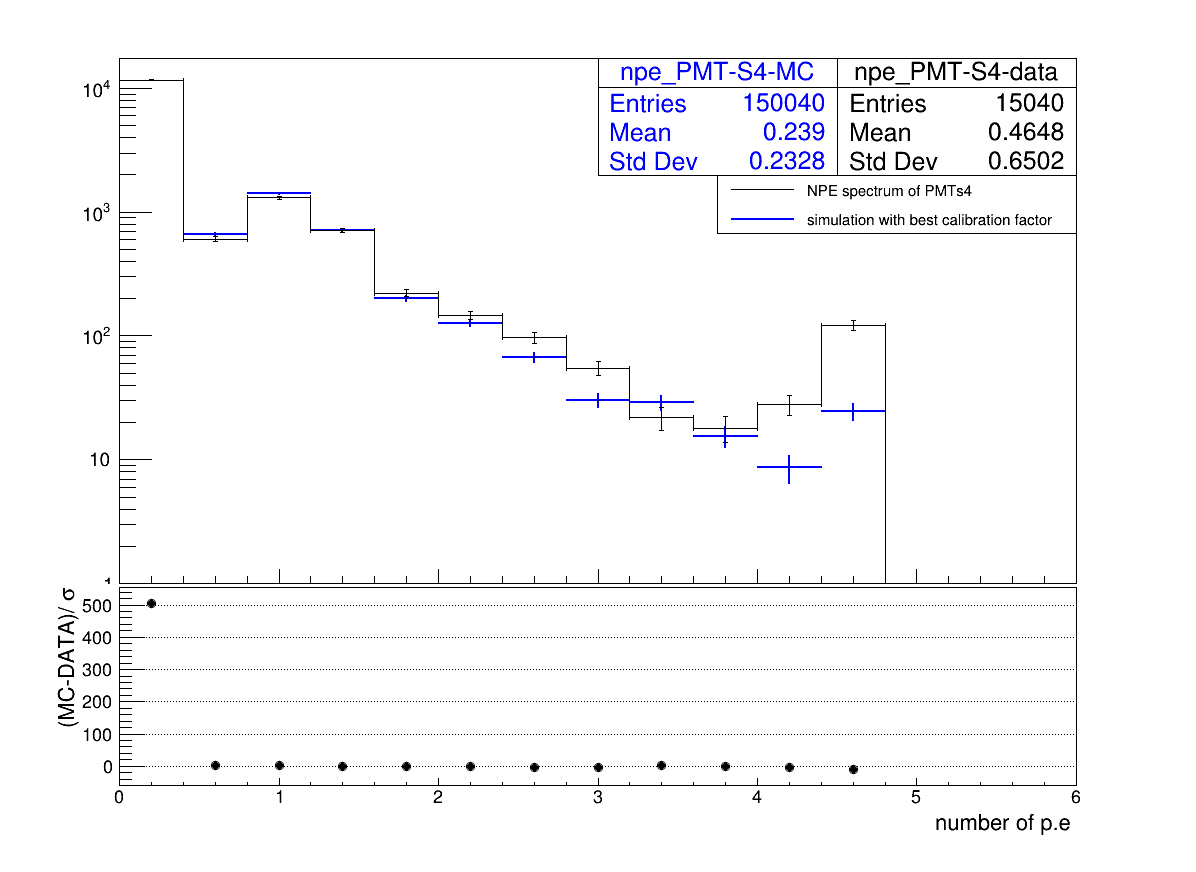 npe_PMT-S4-MC
Entries 150040
Mean 0.239
Std Dev 0.2328
npe_PMT-S4-data
Entries 15040
Mean 0.4648
Std Dev 0.6502
NPE spectrum of PMTs4
simulation with best calibration factor
10^4
10^3
10^2
10
1
(MC-DATA)/ σ
500
400
300
200
100
0
0 1 2 3 4 5 6
number of p.e